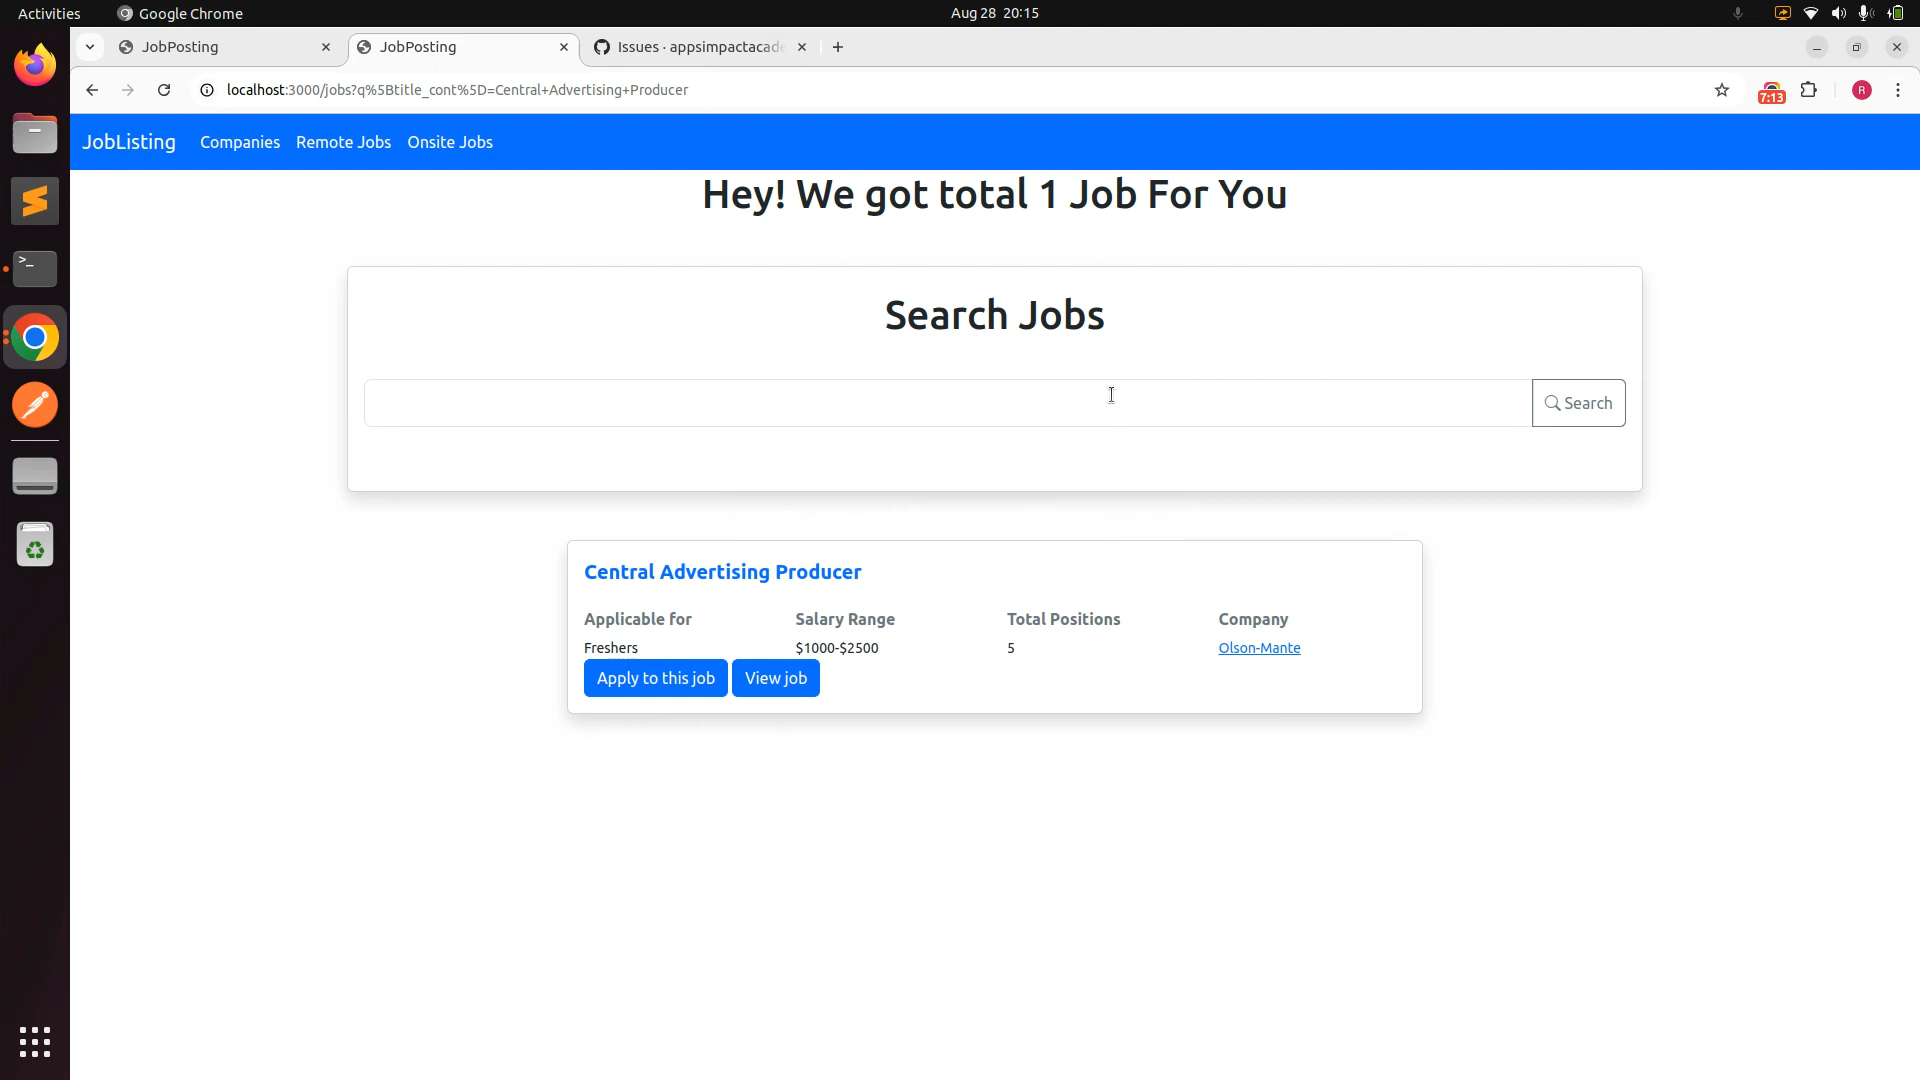 Activities
Google Chrome
Aug 28 20:15
JobPosting
JobPosting
Issues · appsimpactacade
localhost:3000/jobs?q%5Btitle_cont%5D=Central+Advertising+Producer
7:13
R
JobListing
Companies
Remote Jobs
Onsite Jobs
Hey! We got total 1 Job For You
Search Jobs
Search
Central Advertising Producer
Applicable for
Salary Range
Total Positions
Company
Freshers
$1000-$2500
5
Olson-Mante
Apply to this job
View job